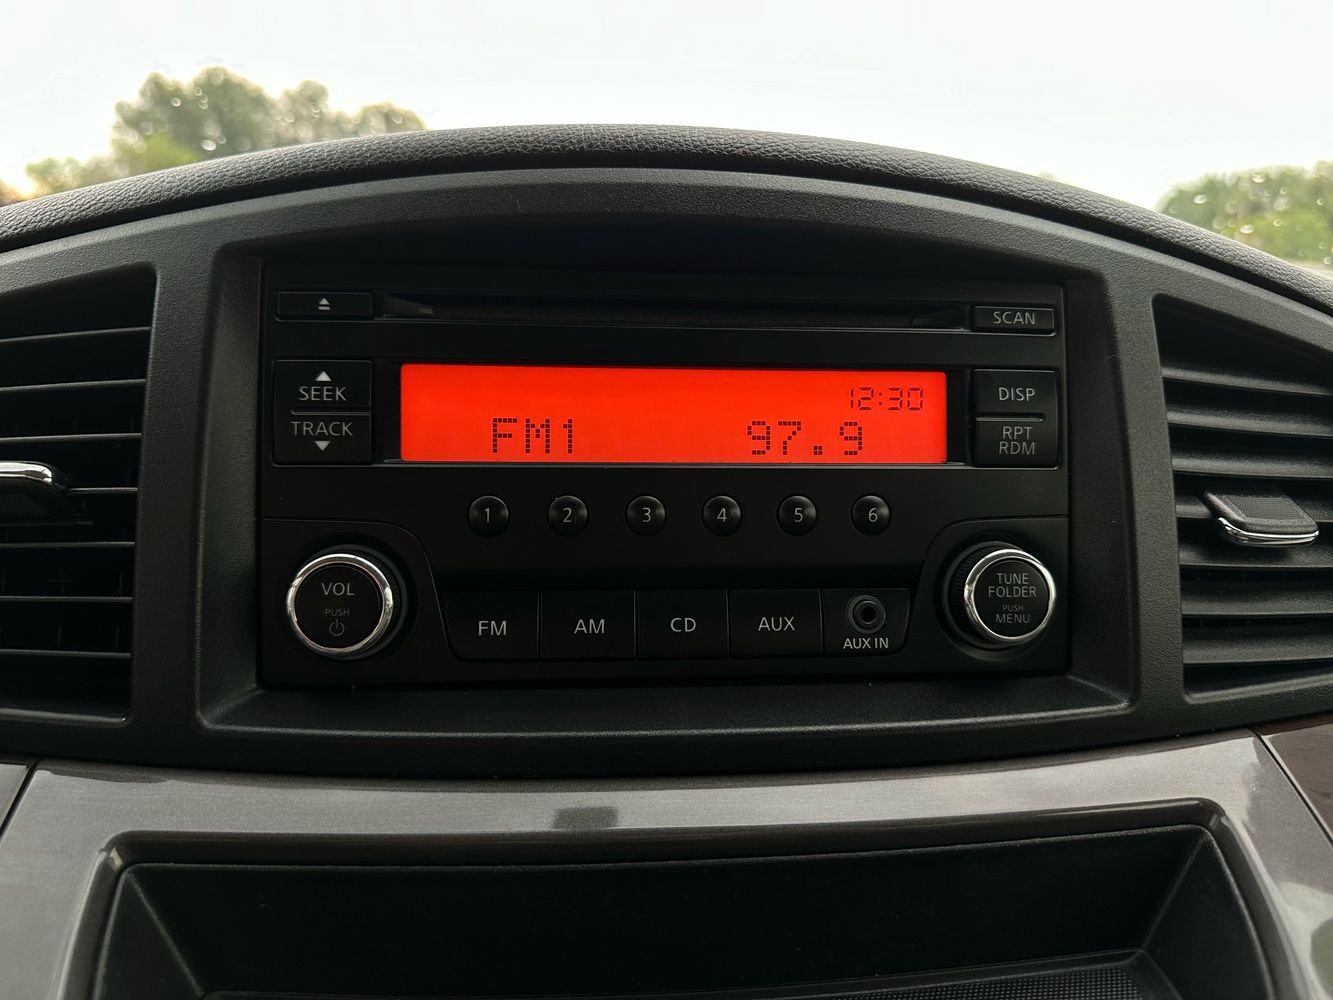 SCAN
SEEK
TRACK
12:30
FM1 97.9
DISP
RPT
RDM
1 2 3 4 5 6
VOL
PUSH
TUNE
FOLDER
PUSH
MENU
FM AM CD AUX
AUX IN